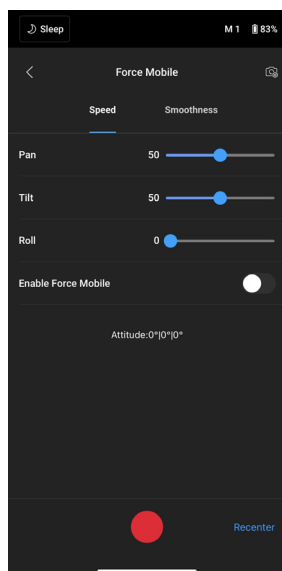 Sleep M 1 83%
Force Mobile
Speed Smoothness
Pan 50
Tilt 50
Roll 0
Enable Force Mobile
Attitude:0°|0°|0°
Recenter